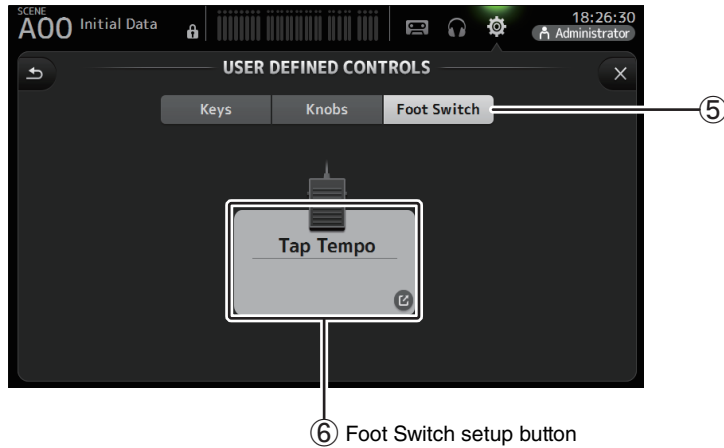 SCENE
A00 Initial Data
18:26:30
Administrator
USER DEFINED CONTROLS
Keys Knobs Foot Switch
⑤
Tap Tempo
⑥ Foot Switch setup button